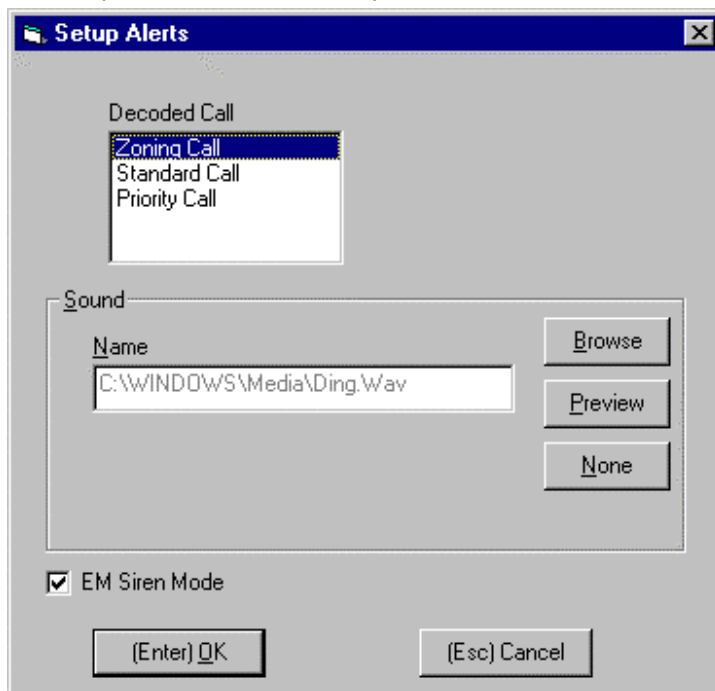 Setup Alerts
Decoded Call
Zoning Call
Standard Call
Priority Call
Sound
Name
C:\WINDOWS\Media\Ding.Wav
Browse
Preview
None
EM Siren Mode
(Enter) OK
(Esc) Cancel